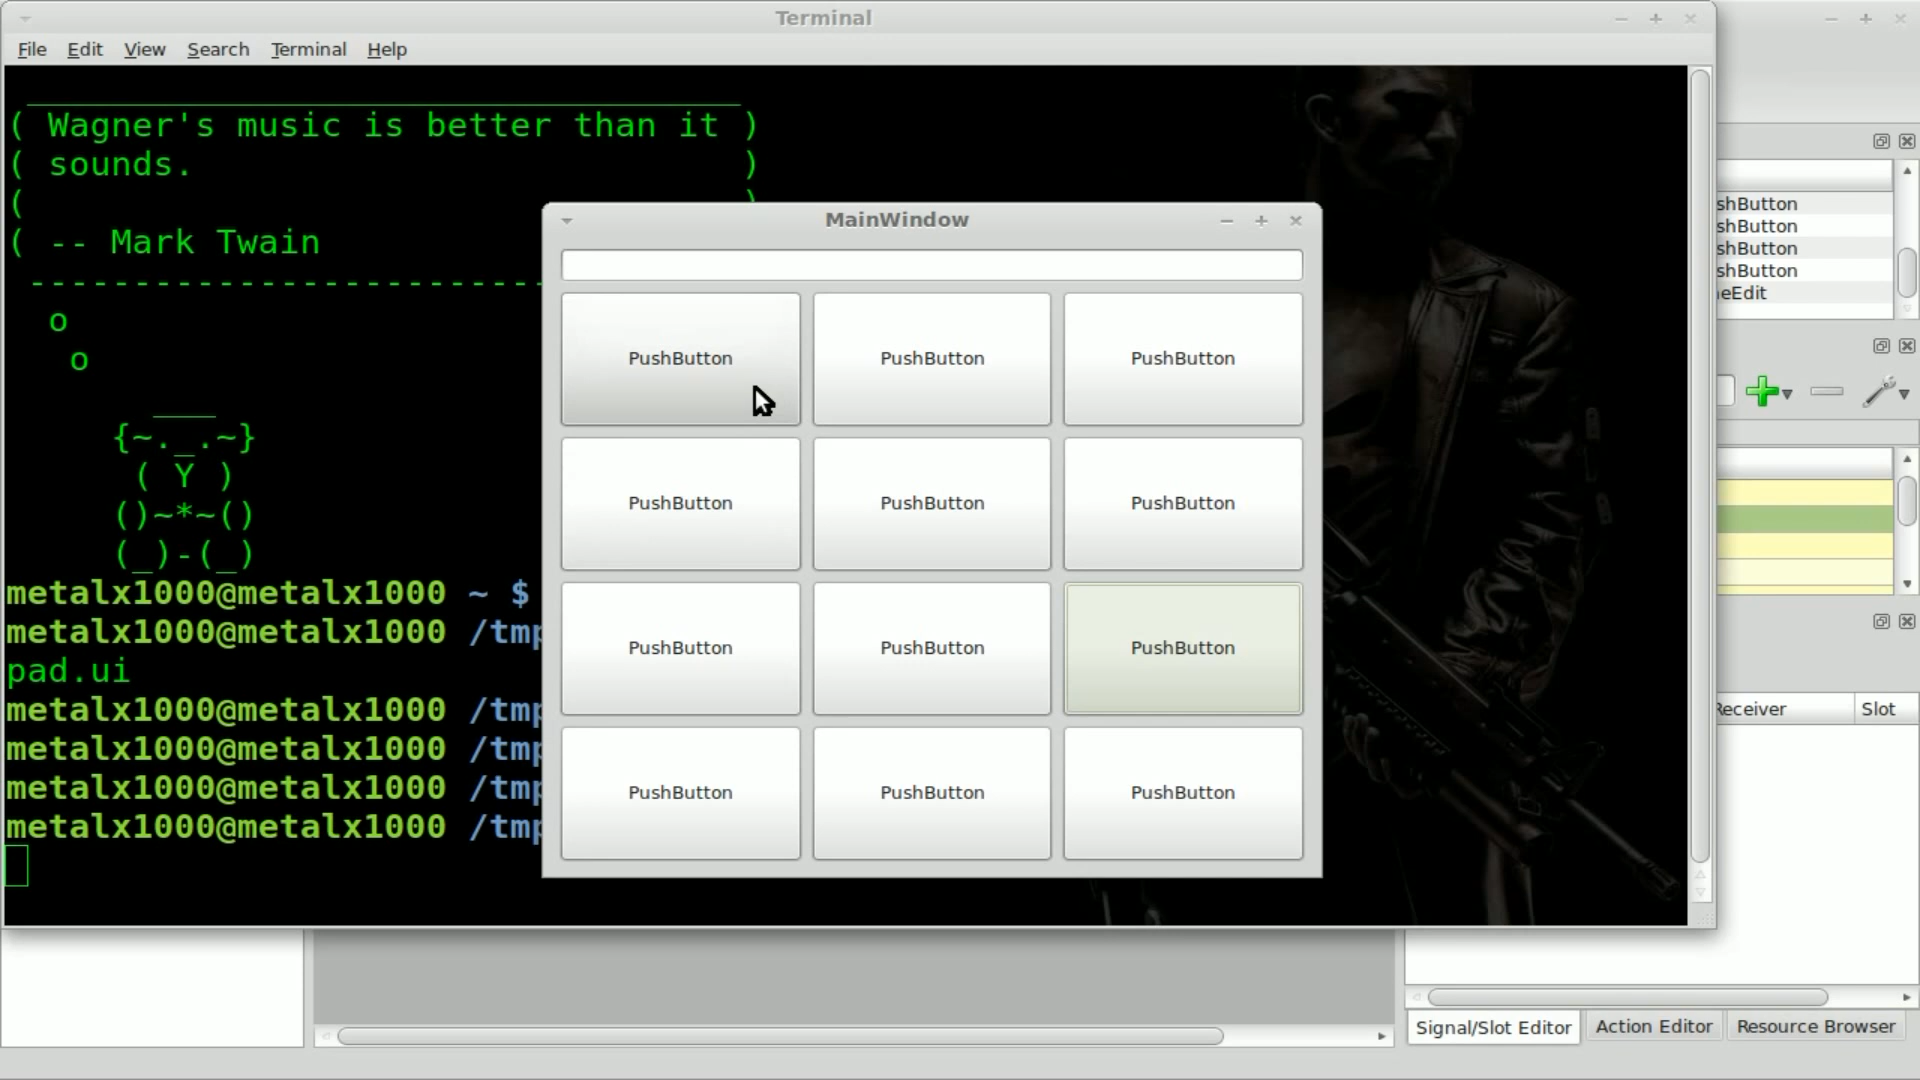 Terminal
File Edit View Search Terminal Help
( Wagner's music is better than it )
( sounds. )
( )
( -- Mark Twain
------------------------
o
o
____
{~._.~}
( Y )
()~*~()
(_)-(_)
metalx1000@metalx1000 ~ $
metalx1000@metalx1000 /tmp
pad.ui
metalx1000@metalx1000 /tmp
metalx1000@metalx1000 /tmp
metalx1000@metalx1000 /tmp
metalx1000@metalx1000 /tmp
MainWindow
PushButton PushButton PushButton
PushButton PushButton PushButton
PushButton PushButton PushButton
PushButton PushButton PushButton
shButton
shButton
shButton
shButton
eEdit
Receiver Slot
Signal/Slot Editor Action Editor Resource Browser